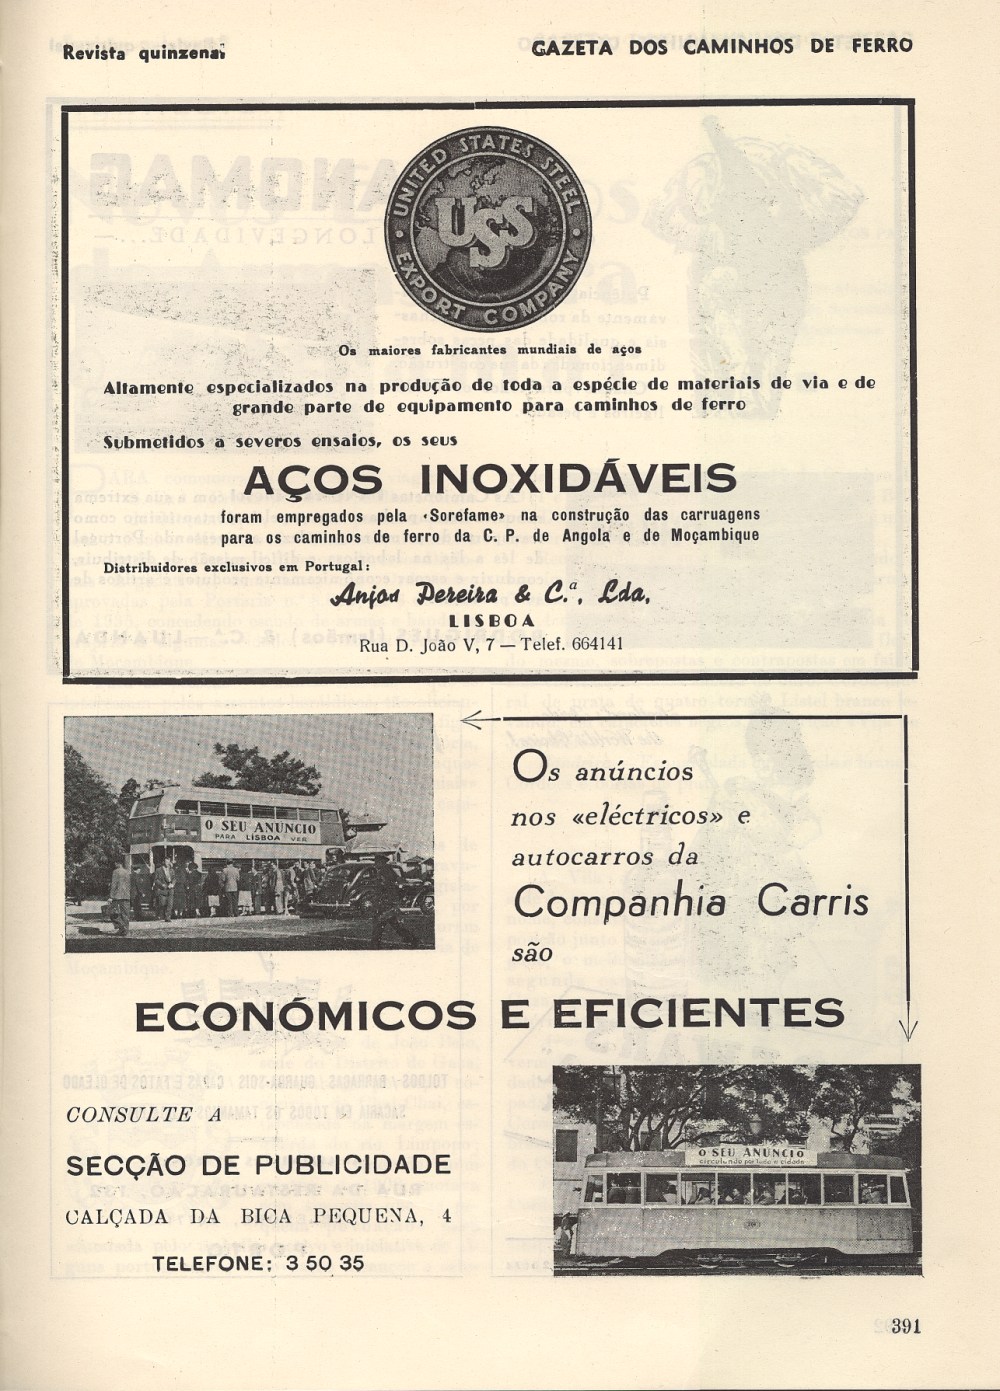 Revista quinzenal
GAZETA DOS CAMINHOS DE FERRO
UNITED STATES STEEL
USS
EXPORT COMPANY
Os maiores fabricantes mundiais de aços
Altamente especializados na produção de toda a espécie de materiais de via e de
grande parte de equipamento para caminhos de ferro
Submetidos a severos ensaios, os seus
AÇOS INOXIDÁVEIS
foram empregados pela «Sorefame» na construção das carruagens
para os caminhos de ferro da C. P. de Angola e de Moçambique
Distribuidores exclusivos em Portugal:
Anjos Pereira & C.ª, Lda,
LISBOA
Rua D. João V, 7 — Telef. 664141
O SEU ANUNCIO
PARA LISBOA VER
Os anúncios
nos «eléctricos» e
autocarros da
Companhia Carris
são
ECONÓMICOS E EFICIENTES
CONSULTE A
SECÇÃO DE PUBLICIDADE
CALÇADA DA BICA PEQUENA, 4
TELEFONE: 3 50 35
O SEU ANUNCIO
circulando por toda a cidade
391